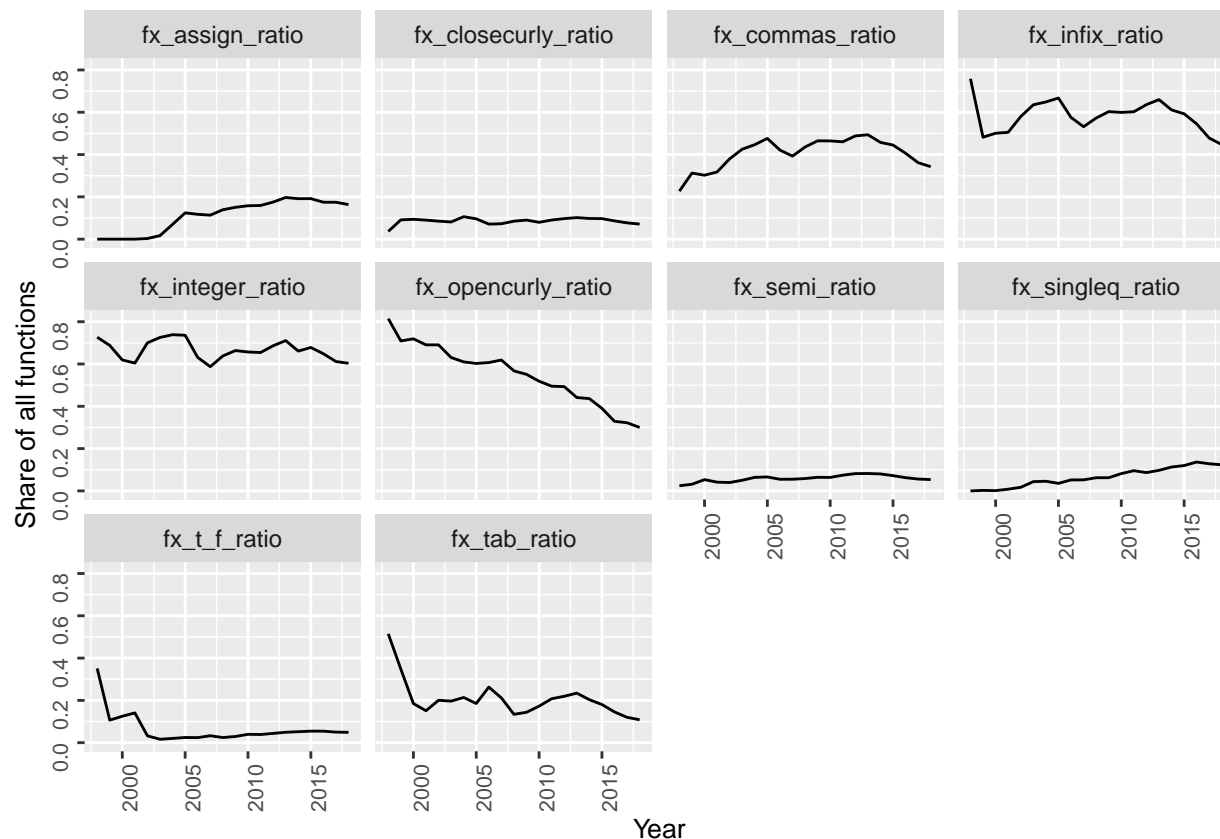 fx_assign_ratio
fx_closecurly_ratio
fx_commas_ratio
fx_infix_ratio
0.0 0.2 0.4 0.6 0.8
fx_integer_ratio
fx_opencurly_ratio
fx_semi_ratio
fx_singleq_ratio
0.0 0.2 0.4 0.6 0.8
Share of all functions
2000 2005 2010 2015
2000 2005 2010 2015
fx_t_f_ratio
fx_tab_ratio
0.0 0.2 0.4 0.6 0.8
2000 2005 2010 2015
2000 2005 2010 2015
Year